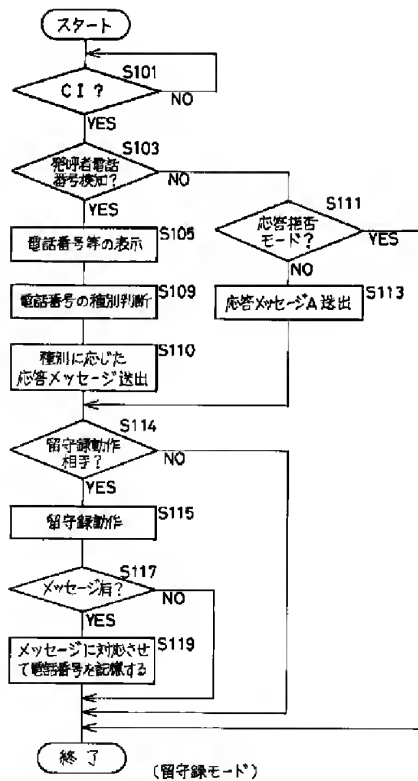 スタート
S101
CI?
NO
YES
S103
発呼者電話
番号検知?
NO
YES
S111
応答拒否
モード?
YES
NO
S105
電話番号等の表示
S109
電話番号の種別判断
S113
応答メッセージA送出
S110
種別に応じた
応答メッセージ送出
S114
留守録動作
相手?
NO
YES
S115
留守録動作
S117
メッセージ有?
NO
YES
S119
メッセージに対応させ
て電話番号を記憶する
終了
(留守録モード)